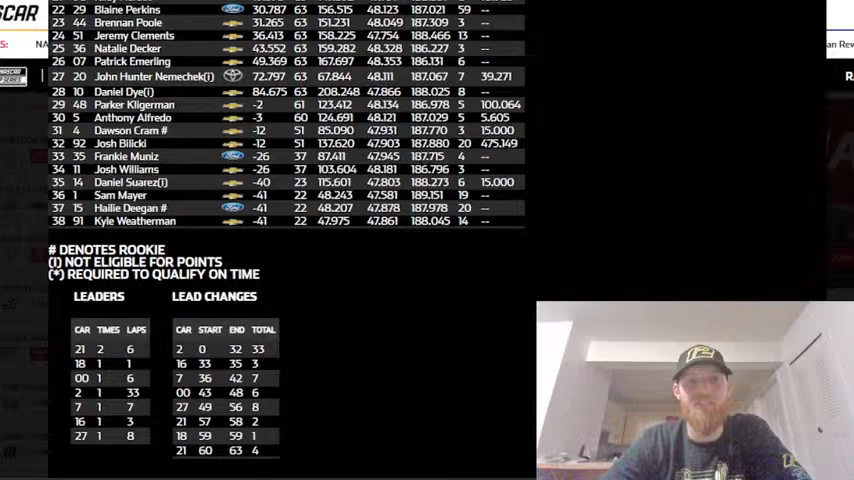 SCAR
S: NA
an Rew
NASCAR
R
22 29 Blaine Perkins 30.787 63 156.515 48.123 187.021 59 --
23 44 Brennan Poole 31.265 63 151.231 48.049 187.309 3 --
24 51 Jeremy Clements 36.413 63 158.225 47.754 188.466 13 --
25 36 Natalie Decker 43.552 63 159.282 48.328 186.227 3 --
26 07 Patrick Emerling 49.369 63 167.697 48.353 186.131 6 --
27 20 John Hunter Nemechek(i) 72.797 63 67.844 48.111 187.067 7 39.271
28 10 Daniel Dye(i) 84.675 63 208.248 47.866 188.025 8 --
29 48 Parker Kligerman -2 61 123.412 48.134 186.978 5 100.064
30 5 Anthony Alfredo -3 60 124.691 48.121 187.029 5 5.605
31 4 Dawson Cram # -12 51 85.090 47.931 187.770 3 15.000
32 92 Josh Bilicki -12 51 137.620 47.903 187.880 20 475.149
33 35 Frankie Muniz -26 37 87.411 47.945 187.715 4 --
34 11 Josh Williams -26 37 103.604 48.181 186.796 3 --
35 14 Daniel Suarez(i) -40 23 115.601 47.803 188.273 6 15.000
36 1 Sam Mayer -41 22 48.243 47.581 189.151 19 --
37 15 Hailie Deegan # -41 22 48.207 47.878 187.978 20 --
38 91 Kyle Weatherman -41 22 47.975 47.861 188.045 14 --
# DENOTES ROOKIE
(i) NOT ELIGIBLE FOR POINTS
(*) REQUIRED TO QUALIFY ON TIME
LEADERS
CAR TIMES LAPS
21 2 6
18 1 1
00 1 6
2 1 33
7 1 7
16 1 3
27 1 8
LEAD CHANGES
CAR START END TOTAL
2 0 32 33
16 33 35 3
7 36 42 7
00 43 48 6
27 49 56 8
21 57 58 2
18 59 59 1
21 60 63 4